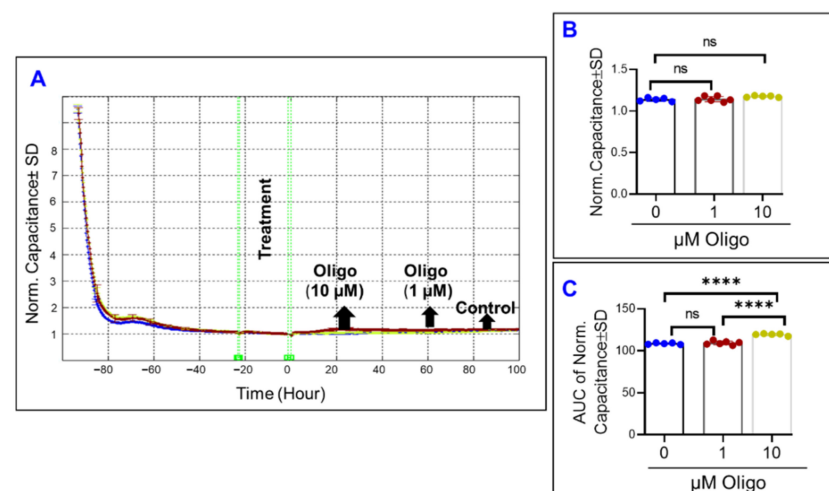 A
Norm. Capacitance± SD
8
7
6
5
4
3
2
1
Treatment
Oligo
(10 µM)
Oligo
(1 µM)
Control
−80 −60 −40 −20 0 20 40 60 80 100
Time (Hour)
B
ns
ns
Norm.Capacitance±SD
1.5
1.0
0.5
0.0
0 1 10
µM Oligo
C
****
****
ns
AUC of Norm.
Capacitance±SD
150
100
50
0
0 1 10
µM Oligo